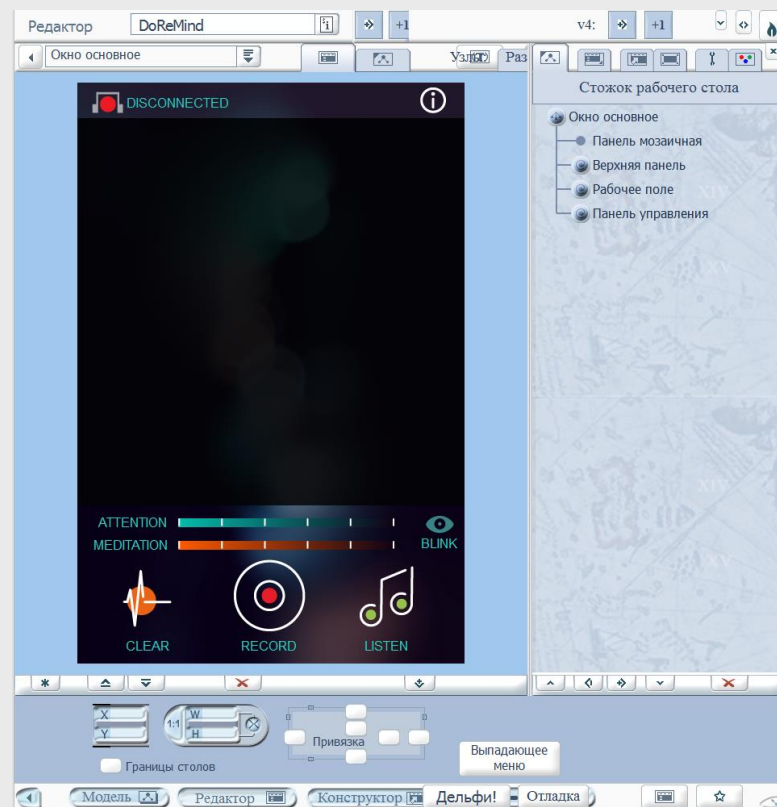 Редактор
DoReMind
+1
v4:
+1
Окно основное
Узлы
Раз
Стожок рабочего стола
Окно основное
Панель мозаичная
Верхняя панель
Рабочее поле
Панель управления
DISCONNECTED
ATTENTION
MEDITATION
BLINK
CLEAR
RECORD
LISTEN
X
Y
1:1
W
H
Привязка
Границы столов
Выпадающее
меню
Модель
Редактор
Конструктор
Дельфи!
Отладка